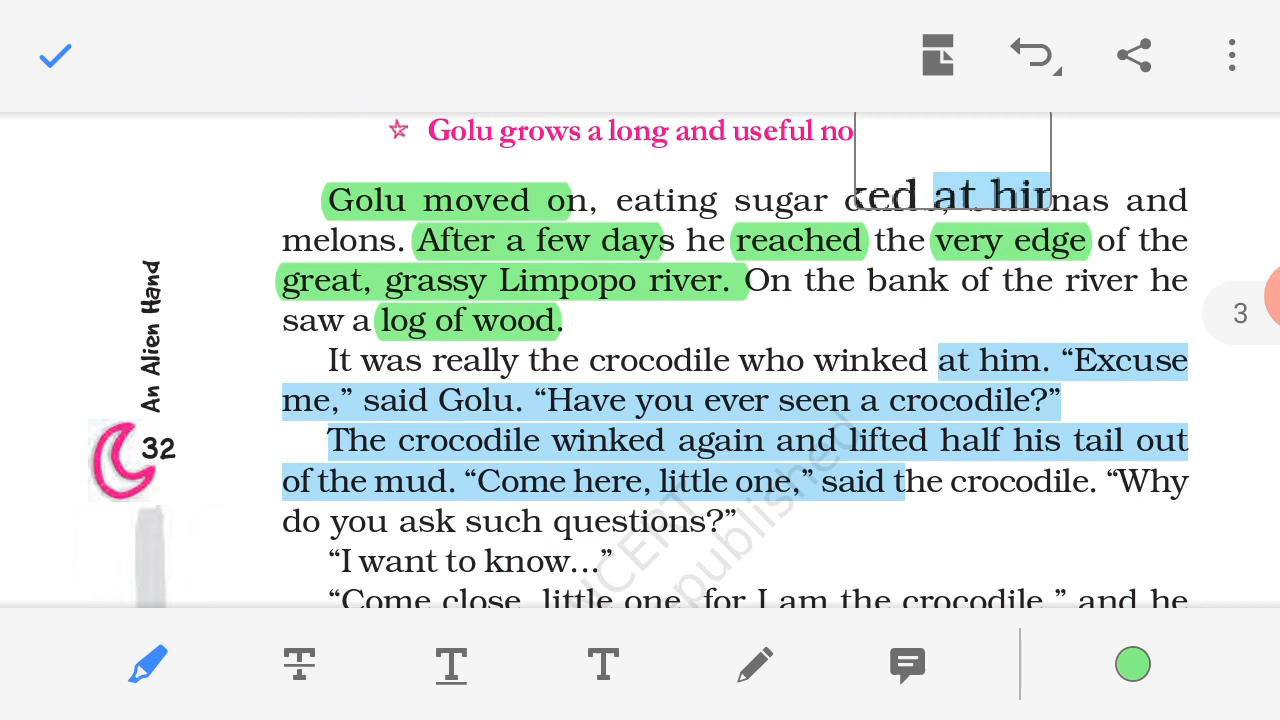 ☆ Golu grows a long and useful no
ked at hin
Golu moved on, eating sugar nas and
melons. After a few days he reached the very edge of the
great, grassy Limpopo river. On the bank of the river he
saw a log of wood.
It was really the crocodile who winked at him. “Excuse
me,” said Golu. “Have you ever seen a crocodile?”
The crocodile winked again and lifted half his tail out
of the mud. “Come here, little one,” said the crocodile. “Why
do you ask such questions?”
“I want to know...”
“Come close, little one, for I am the crocodile,” and he
An Alien Hand
32
3
NCERT
published